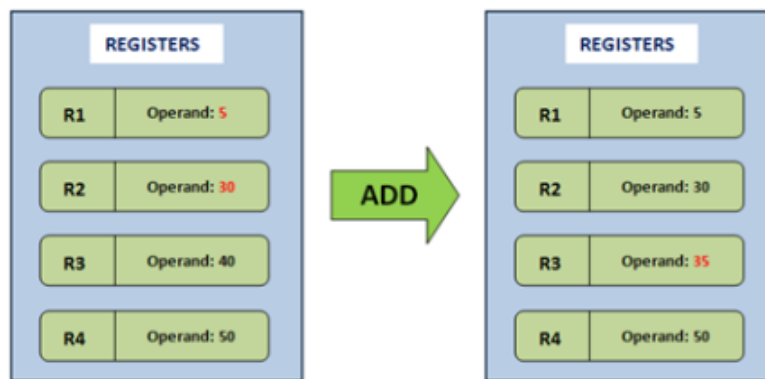 REGISTERS
R1 Operand: 5
R2 Operand: 30
R3 Operand: 40
R4 Operand: 50
ADD
REGISTERS
R1 Operand: 5
R2 Operand: 30
R3 Operand: 35
R4 Operand: 50